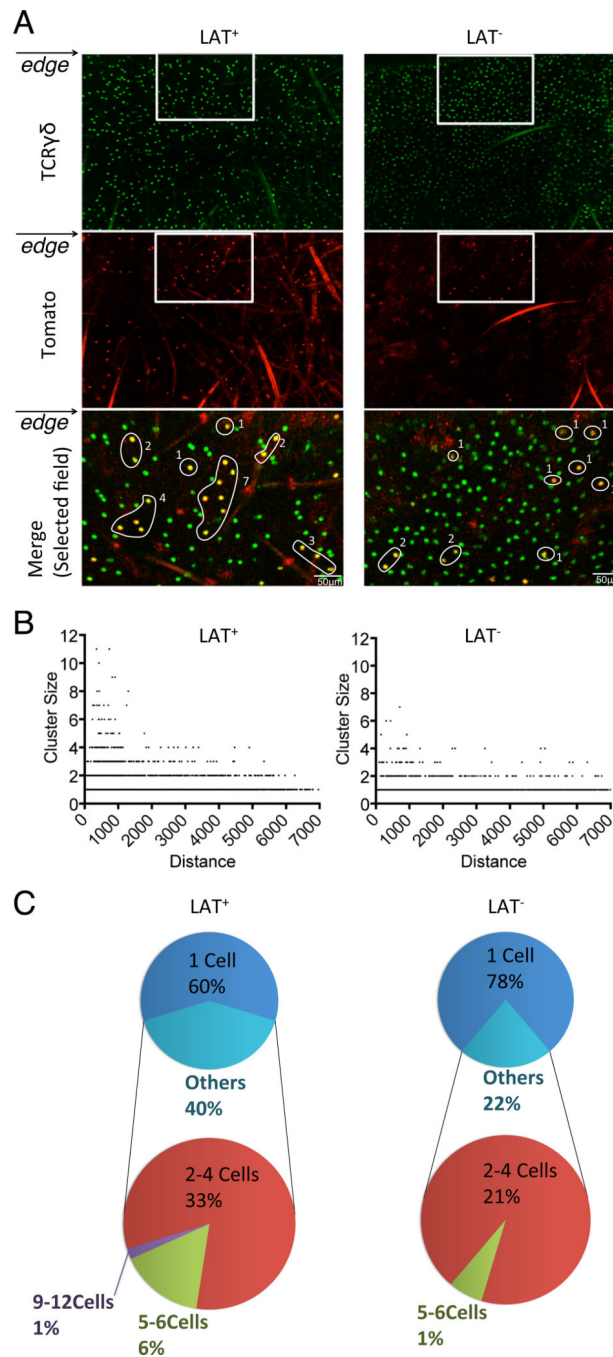 A
LAT⁺
LAT⁻
edge
TCRγδ
edge
Tomato
edge
Merge
(Selected field)
1
2
2
1
7
4
3
50μm
1
1
1
1
1
2
2
1
50μm
B
LAT⁺
LAT⁻
Cluster Size
12
10
8
6
4
2
0
0
1000
2000
3000
4000
5000
6000
7000
Distance
Cluster Size
12
10
8
6
4
2
0
0
1000
2000
3000
4000
5000
6000
7000
Distance
C
LAT⁺
LAT⁻
1 Cell
60%
Others
40%
2-4 Cells
33%
9-12Cells
1%
5-6Cells
6%
1 Cell
78%
Others
22%
2-4 Cells
21%
5-6Cells
1%